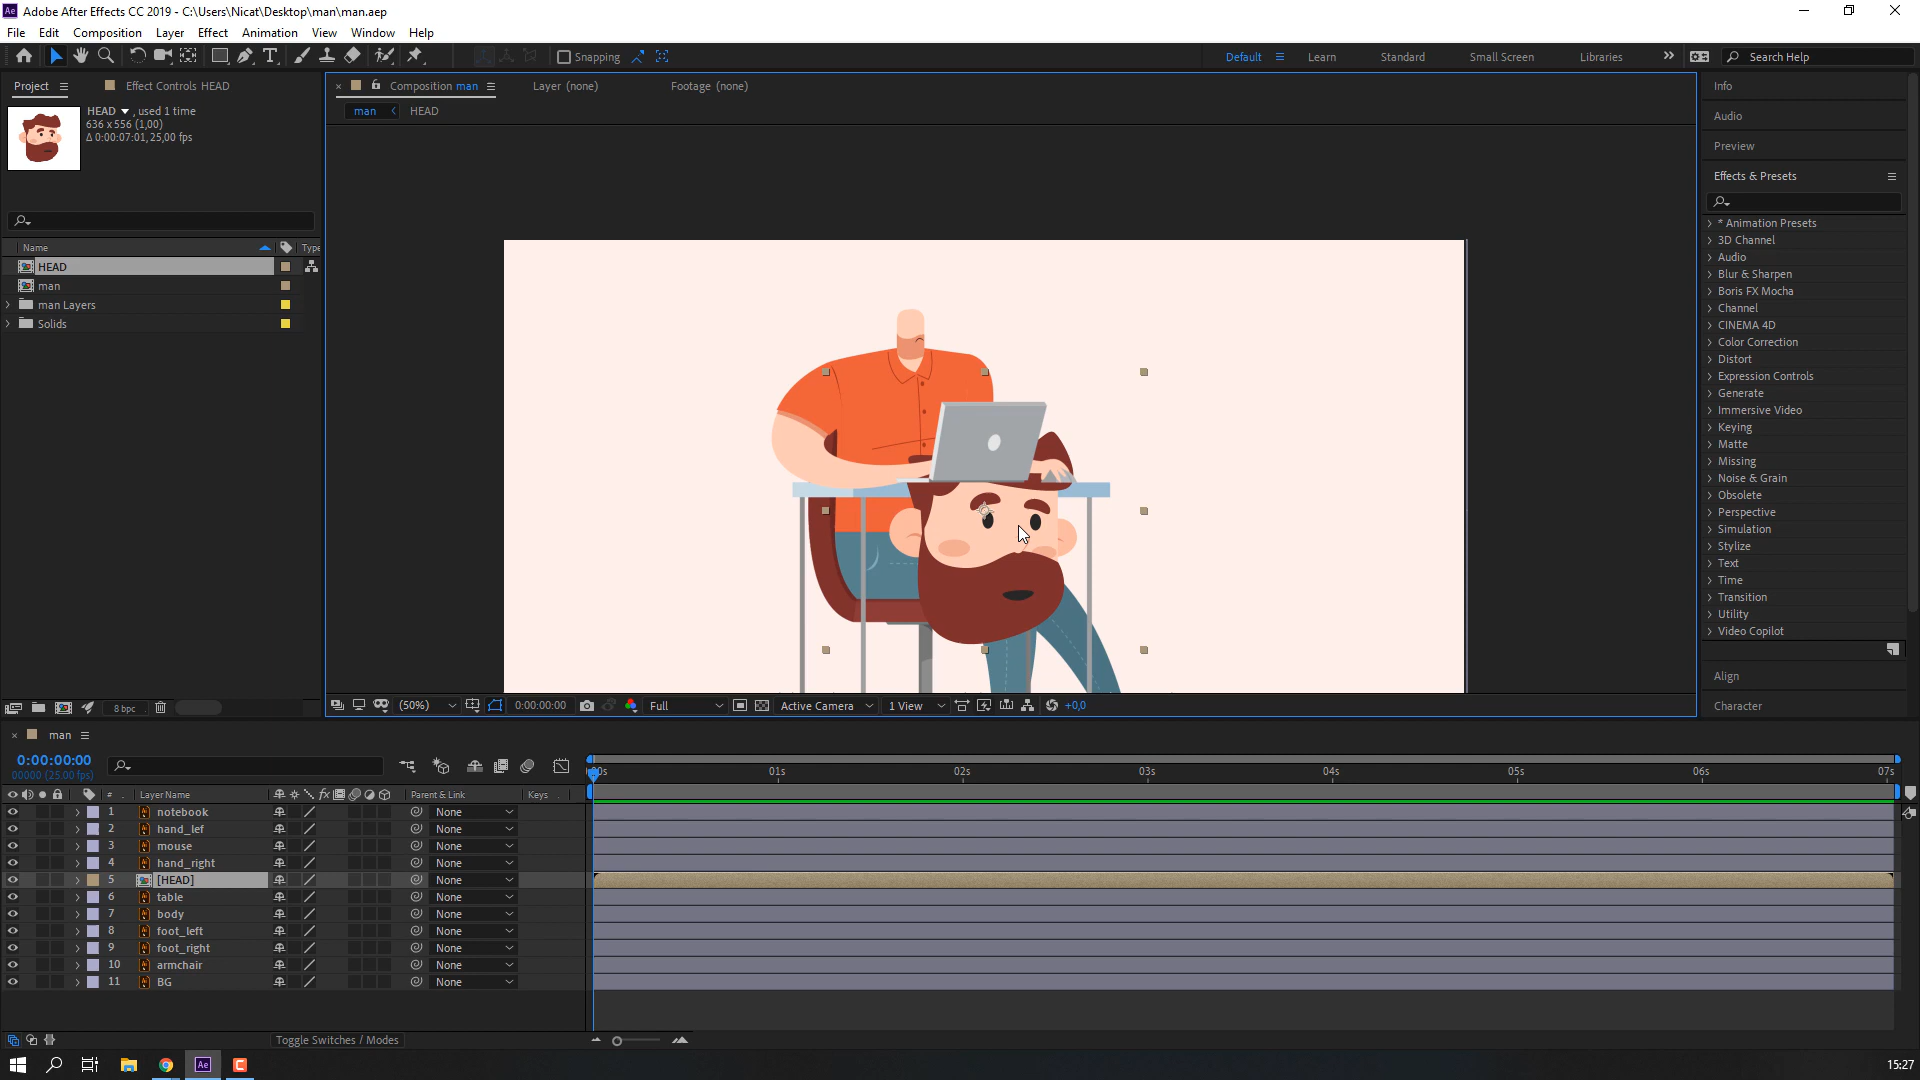 Adobe After Effects CC 2019 - C:\Users\Nicat\Desktop\man\man.aep
File Edit Composition Layer Effect Animation View Window Help
Snapping Default Learn Standard Small Screen Libraries Search Help
Project Effect Controls HEAD Composition man Layer (none) Footage (none)
HEAD , used 1 time
636 x 556 (1,00)
Δ 0:00:07:01, 25,00 fps
man HEAD
Name Type
HEAD
man
man Layers
Solids
8 bpc
(50%) 0:00:00:00 Full Active Camera 1 View +0,0
Info
Audio
Preview
Effects & Presets
* Animation Presets
3D Channel
Audio
Blur & Sharpen
Boris FX Mocha
Channel
CINEMA 4D
Color Correction
Distort
Expression Controls
Generate
Immersive Video
Keying
Matte
Missing
Noise & Grain
Obsolete
Perspective
Simulation
Stylize
Text
Time
Transition
Utility
Video Copilot
Align
Character
man
0:00:00:00
00000 (25.00 fps)
00s 01s 02s 03s 04s 05s 06s 07s
# Layer Name Parent & Link Keys
1 notebook None
2 hand_lef None
3 mouse None
4 hand_right None
5 [HEAD] None
6 table None
7 body None
8 foot_left None
9 foot_right None
10 armchair None
11 BG None
Toggle Switches / Modes
15:27